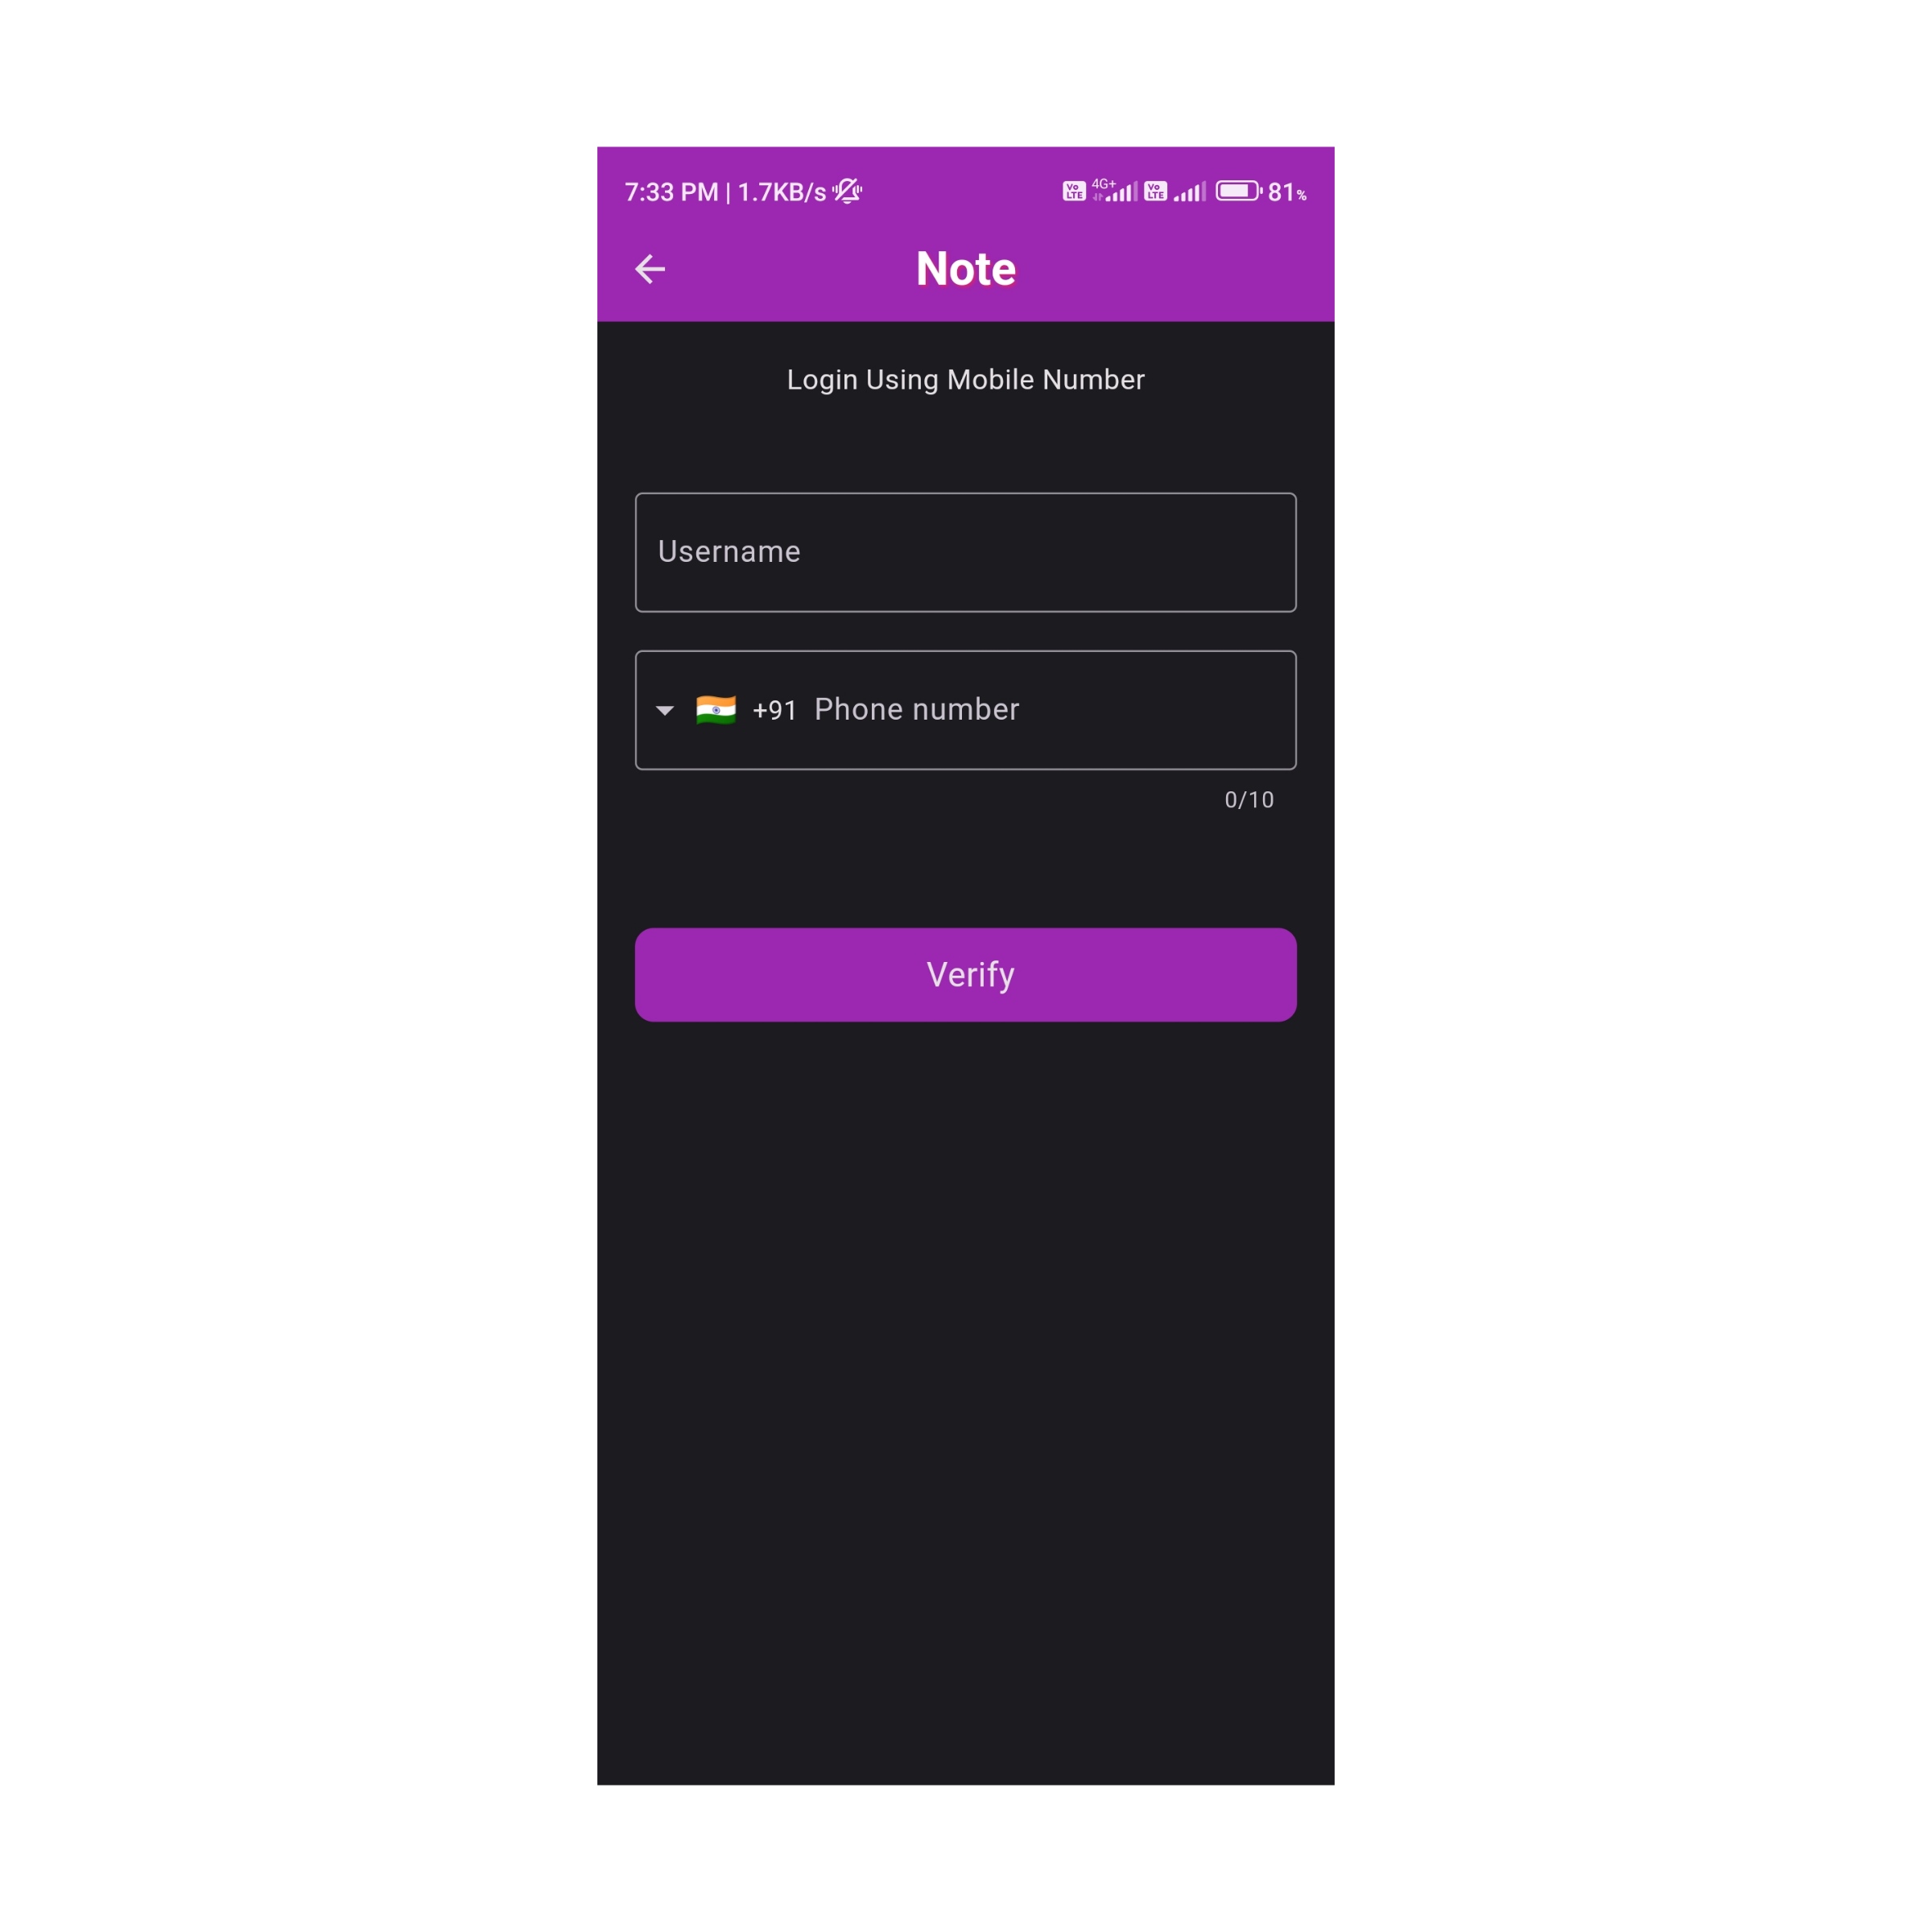 7:33 PM | 1.7KB/s Vo LTE 4G+ Vo LTE 81%
Note
Login Using Mobile Number
Username
+91 Phone number
0/10
Verify